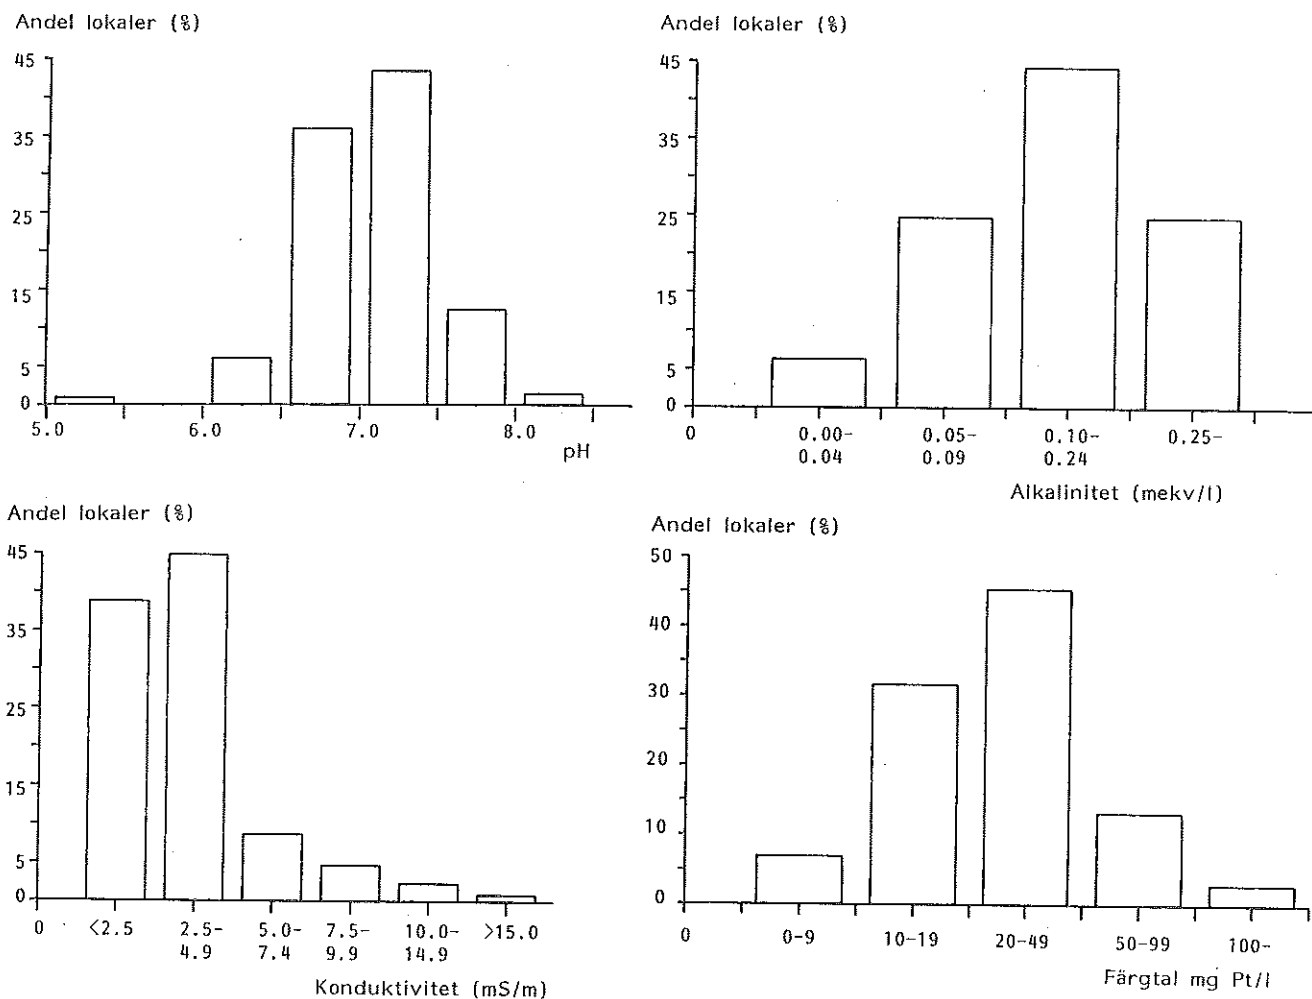 Andel lokaler (%)
45
35
25
15
5
0
5.0 6.0 7.0 8.0
pH
Andel lokaler (%)
45
35
25
15
5
0
0 0.00- 0.05- 0.10- 0.25-
0.04 0.09 0.24
Alkalinitet (mekv/l)
Andel lokaler (%)
45
35
25
15
5
0
0 <2.5 2.5- 5.0- 7.5- 10.0- >15.0
4.9 7.4 9.9 14.9
Konduktivitet (mS/m)
Andel lokaler (%)
50
40
30
20
10
0
0 0-9 10-19 20-49 50-99 100-
Färgtal mg Pt/l